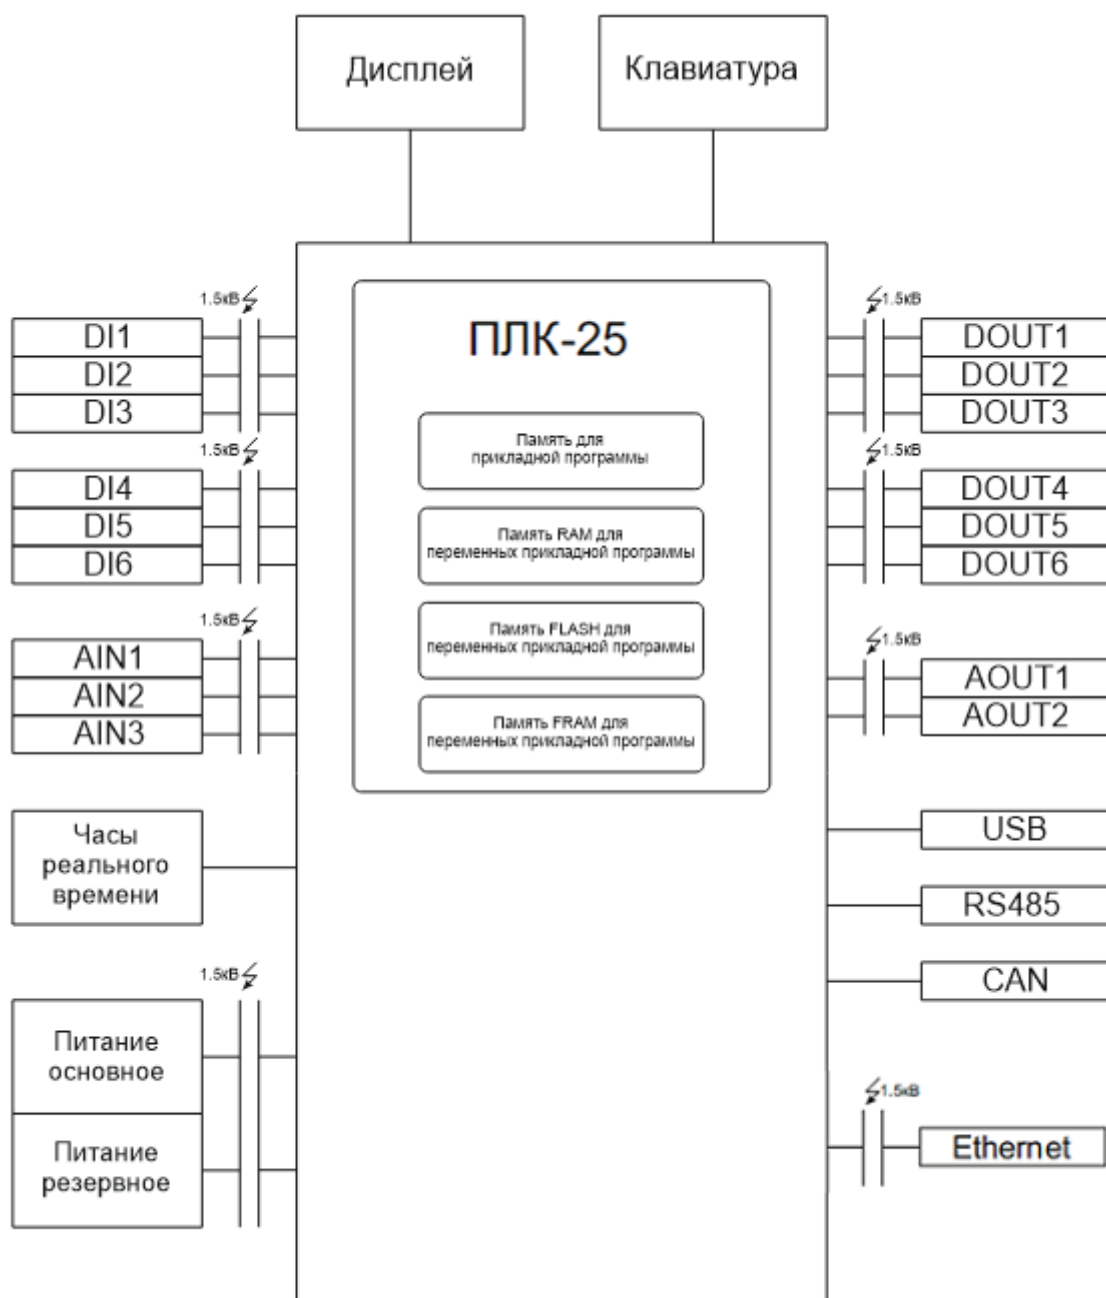 Дисплей
Клавиатура
1.5кВ
DI1
DI2
DI3
1.5кВ
DI4
DI5
DI6
1.5кВ
AIN1
AIN2
AIN3
Часы
реального
времени
1.5кВ
Питание
основное
Питание
резервное
ПЛК-25
Память для
прикладной программы
Память RAM для
переменных прикладной программы
Память FLASH для
переменных прикладной программы
Память FRAM для
переменных прикладной программы
1.5кВ
DOUT1
DOUT2
DOUT3
1.5кВ
DOUT4
DOUT5
DOUT6
1.5кВ
AOUT1
AOUT2
USB
RS485
CAN
1.5кВ
Ethernet